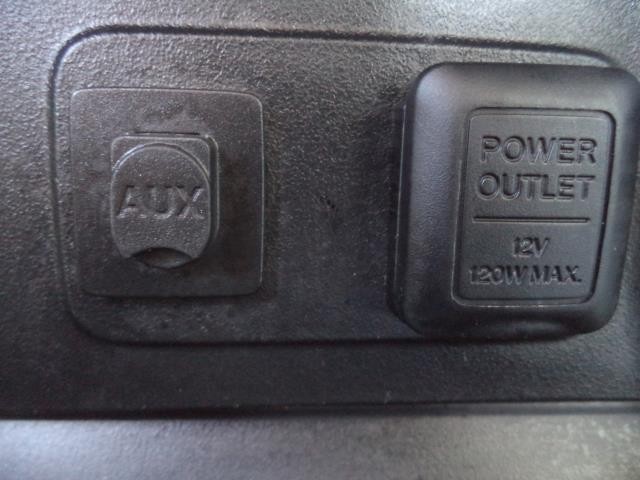 AUX
POWER
OUTLET
12V
120W MAX.